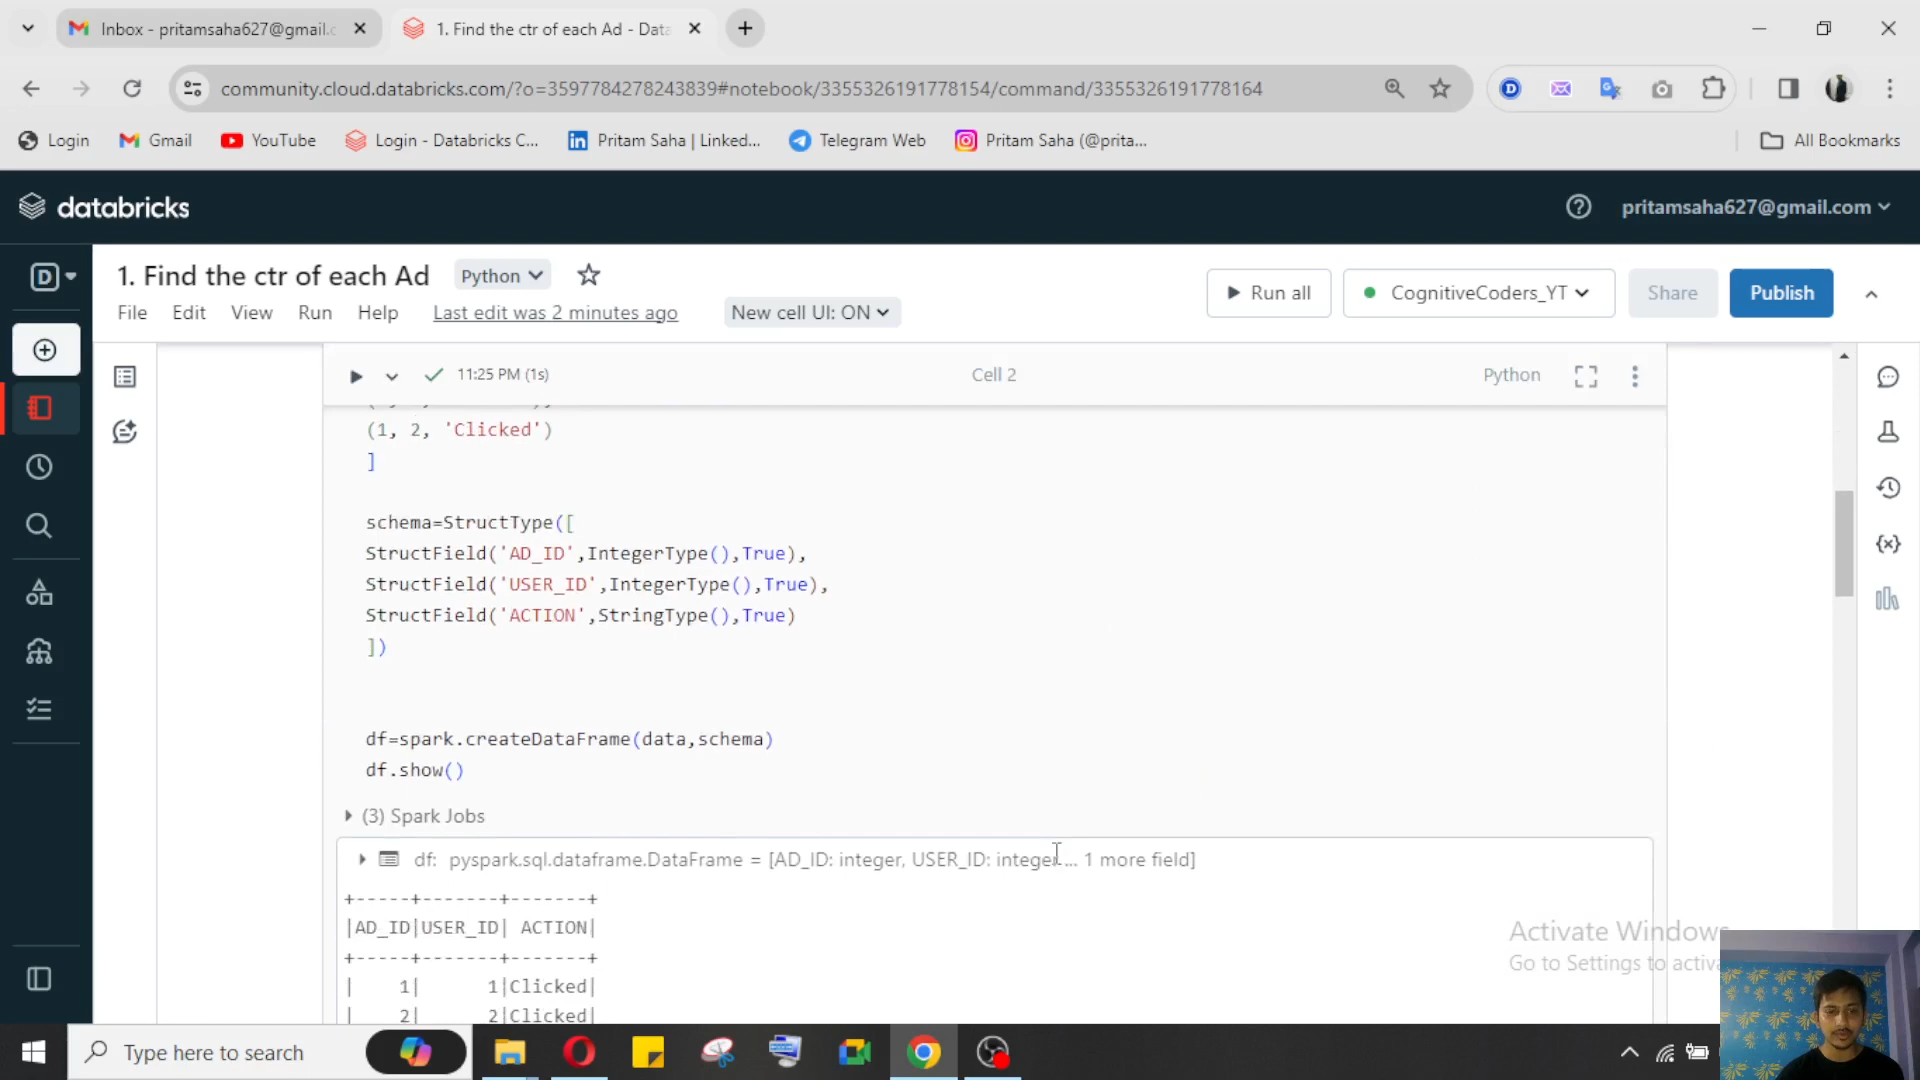 Inbox - pritamsaha627@gmail.c
1. Find the ctr of each Ad - Data
community.cloud.databricks.com/?o=3597784278243839#notebook/3355326191778154/command/3355326191778164
Login
Gmail
YouTube
Login - Databricks C...
Pritam Saha | Linked...
Telegram Web
Pritam Saha (@prita...
All Bookmarks
databricks
pritamsaha627@gmail.com
D
1. Find the ctr of each Ad
Python
Run all
CognitiveCoders_YT
Share
Publish
File
Edit
View
Run
Help
Last edit was 2 minutes ago
New cell UI: ON
11:25 PM (1s)
Cell 2
Python
(1, 2, 'Clicked')
]
schema=StructType([
StructField('AD_ID',IntegerType(),True),
StructField('USER_ID',IntegerType(),True),
StructField('ACTION',StringType(),True)
])
df=spark.createDataFrame(data,schema)
df.show()
(3) Spark Jobs
df: pyspark.sql.dataframe.DataFrame = [AD_ID: integer, USER_ID: integer ... 1 more field]
+-----+-------+-------+
|AD_ID|USER_ID| ACTION|
+-----+-------+-------+
|    1|      1|Clicked|
|    2|      2|Clicked|
Activate Windows
Go to Settings to activa
Type here to search